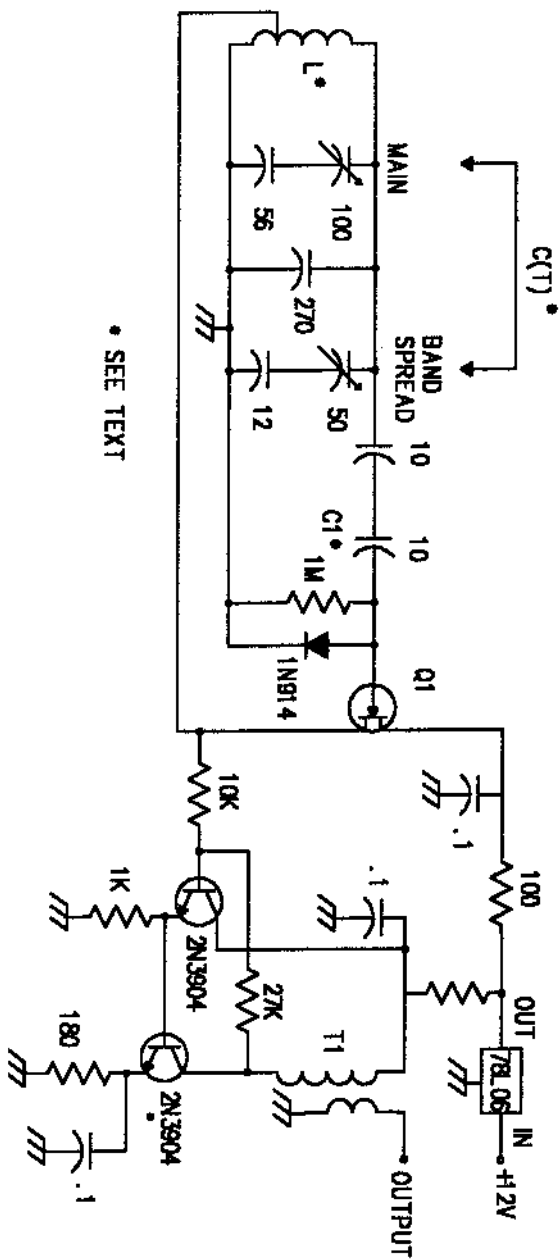 C(T)*
MAIN
BAND
SPREAD
L*
100
56
270
50
12
10
10
C1*
1M
1N914
Q1
.1
100
OUT
78L06
IN
+12V
10K
1K
2N3904
27K
.1
T1
OUTPUT
180
2N3904
*
.1
* SEE TEXT